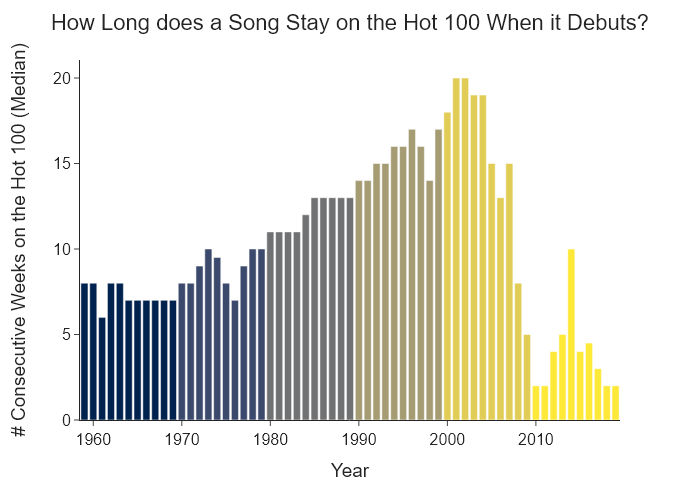 How Long does a Song Stay on the Hot 100 When it Debuts?
# Consecutive Weeks on the Hot 100 (Median)
20
15
10
5
0
1960 1970 1980 1990 2000 2010
Year